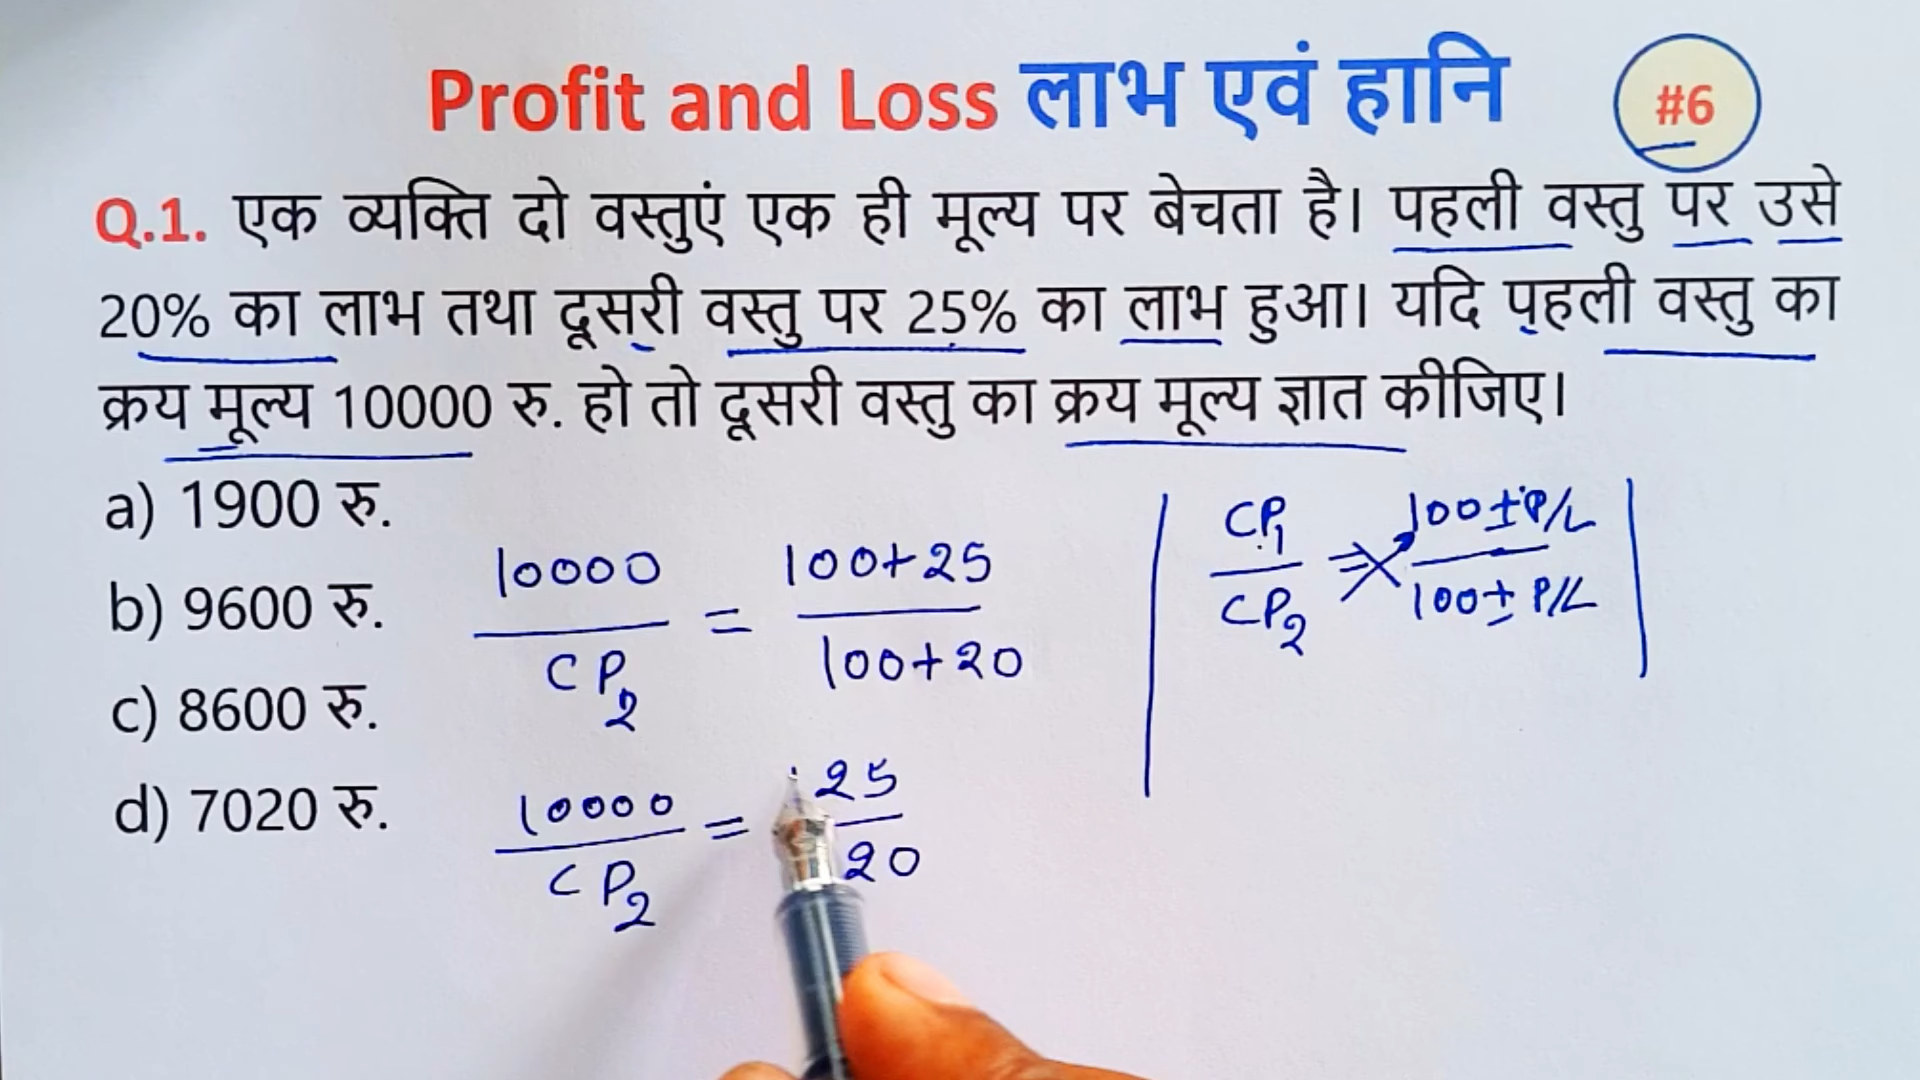 Profit and Loss लाभ एवं हानि #6
Q.1. एक व्यक्ति दो वस्तुएं एक ही मूल्य पर बेचता है। पहली वस्तु पर उसे
20% का लाभ तथा दूसरी वस्तु पर 25% का लाभ हुआ। यदि पहली वस्तु का
क्रय मूल्य 10000 रु. हो तो दूसरी वस्तु का क्रय मूल्य ज्ञात कीजिए।
a) 1900 रु.
b) 9600 रु.
c) 8600 रु.
d) 7020 रु.
10000 / CP₂ = 100+25 / 100+20
10000 / CP₂ = 25 / 20
CP₁ / CP₂ ⇒ 100±P/L / 100±P/L